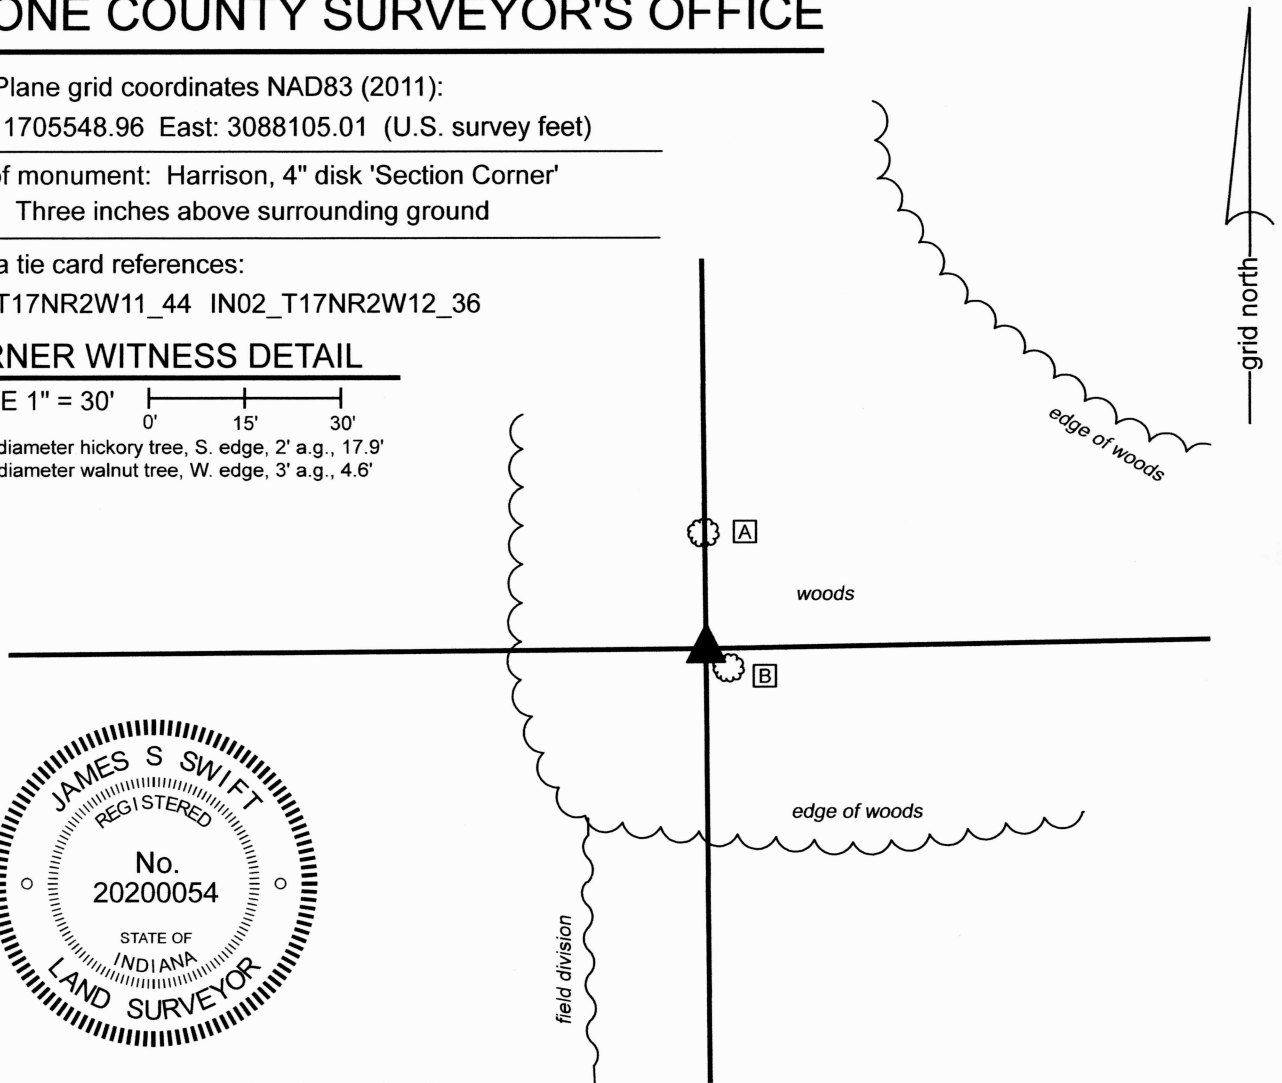 ONE COUNTY SURVEYOR'S OFFICE
Plane grid coordinates NAD83 (2011):
1705548.96 East: 3088105.01 (U.S. survey feet)
of monument: Harrison, 4" disk 'Section Corner'
Three inches above surrounding ground
a tie card references:
T17NR2W11_44 IN02_T17NR2W12_36
RNER WITNESS DETAIL
E 1" = 30'
0' 15' 30'
diameter hickory tree, S. edge, 2' a.g., 17.9'
diameter walnut tree, W. edge, 3' a.g., 4.6'
grid north
edge of woods
A
woods
B
edge of woods
field division
JAMES S SWIFT
REGISTERED
No.
20200054
STATE OF
INDIANA
LAND SURVEYOR